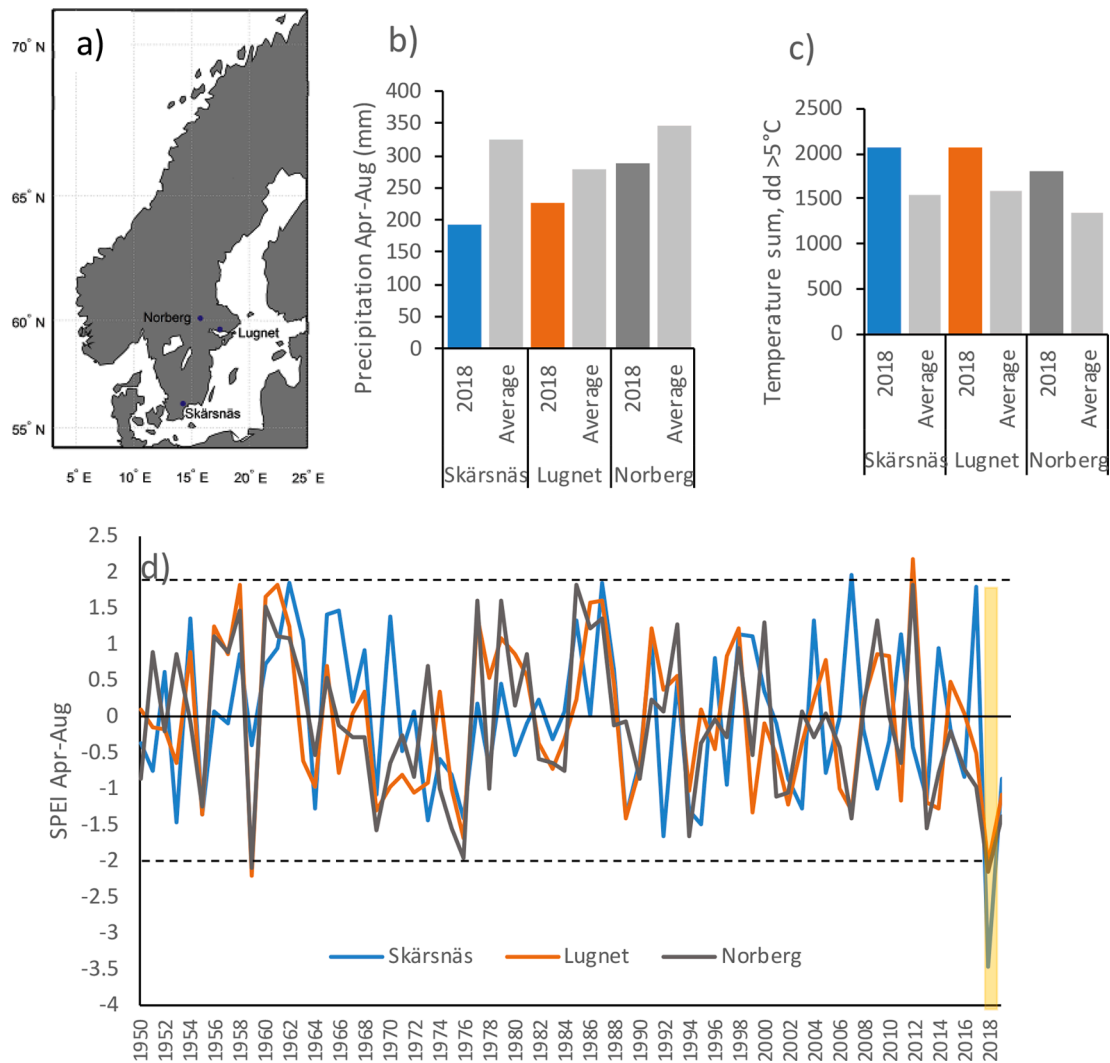 a)
70° N
65° N
60° N
55° N
5° E 10° E 15° E 20° E 25° E
Norberg
Lugnet
Skärsnäs
b)
Precipitation Apr-Aug (mm)
400
350
300
250
200
150
100
50
0
2018 Average 2018 Average 2018 Average
Skärsnäs Lugnet Norberg
c)
Temperature sum, dd >5°C
2500
2000
1500
1000
500
0
2018 Average 2018 Average 2018 Average
Skärsnäs Lugnet Norberg
d)
SPEI Apr-Aug
2.5
2
1.5
1
0.5
0
-0.5
-1
-1.5
-2
-2.5
-3
-3.5
-4
Skärsnäs Lugnet Norberg
1950 1952 1954 1956 1958 1960 1962 1964 1966 1968 1970 1972 1974 1976 1978 1980 1982 1984 1986 1988 1990 1992 1994 1996 1998 2000 2002 2004 2006 2008 2010 2012 2014 2016 2018